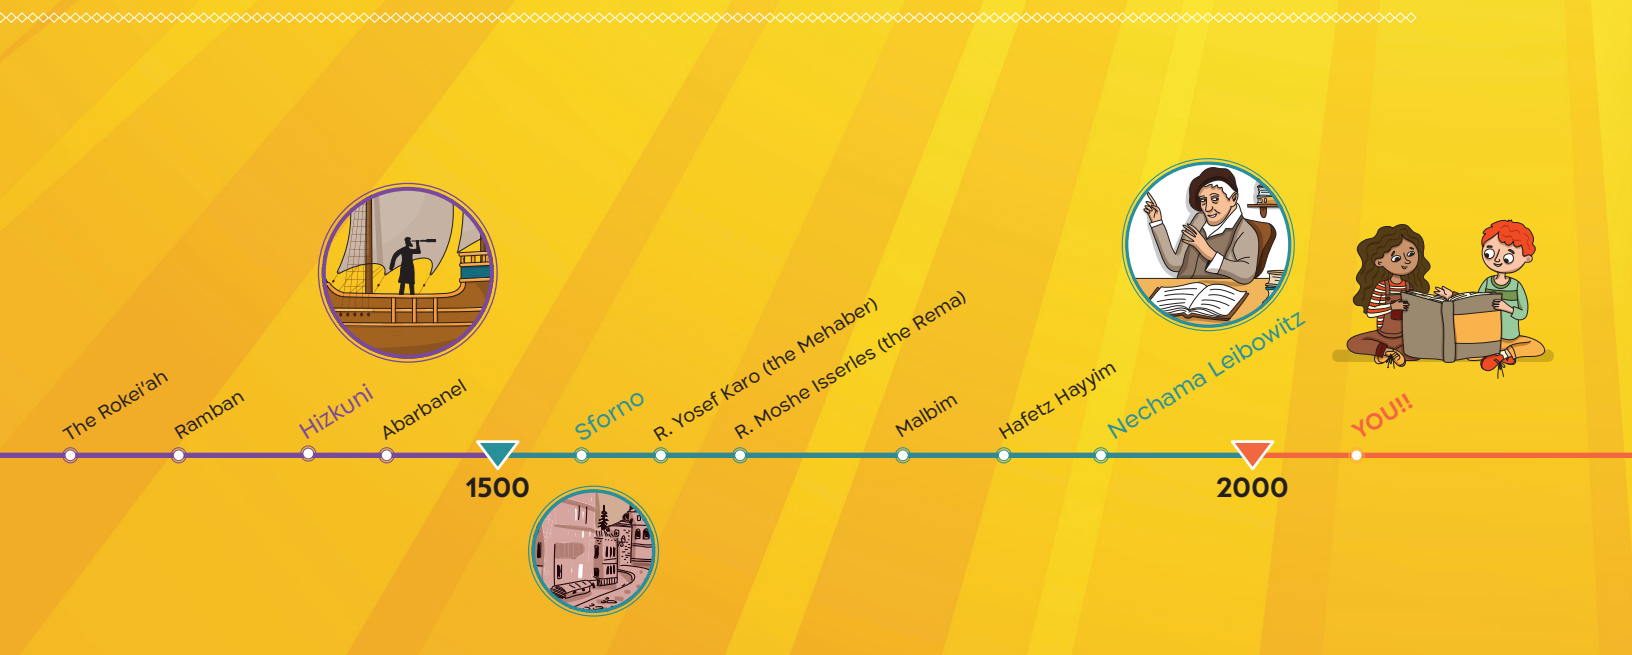 The Rokei'ah
Ramban
Hizkuni
Abarbanel
1500
Sforno
R. Yosef Karo (the Mehaber)
R. Moshe Isserles (the Rema)
Malbim
Hafetz Hayyim
Nechama Leibowitz
2000
YOU!!